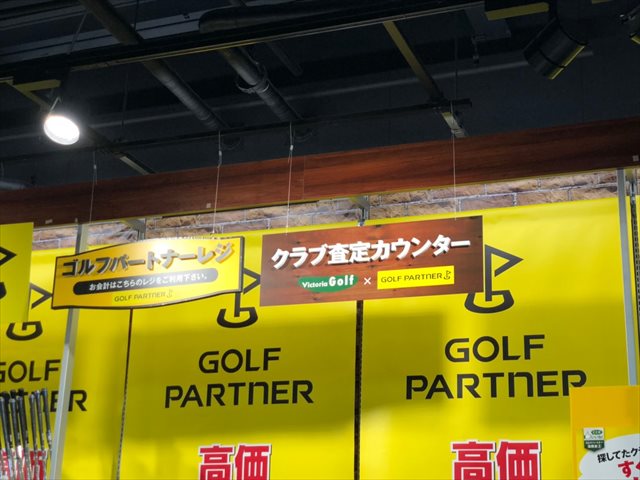 ゴルフパートナーレジ
お会計はこちらのレジをご利用下さい。
GOLF PARTNER
クラブ査定カウンター
Victoria Golf × GOLF PARTNER
GOLF
PARTNER
GOLF
PARTNER
GOLF
ER
高価
高価
探してたク